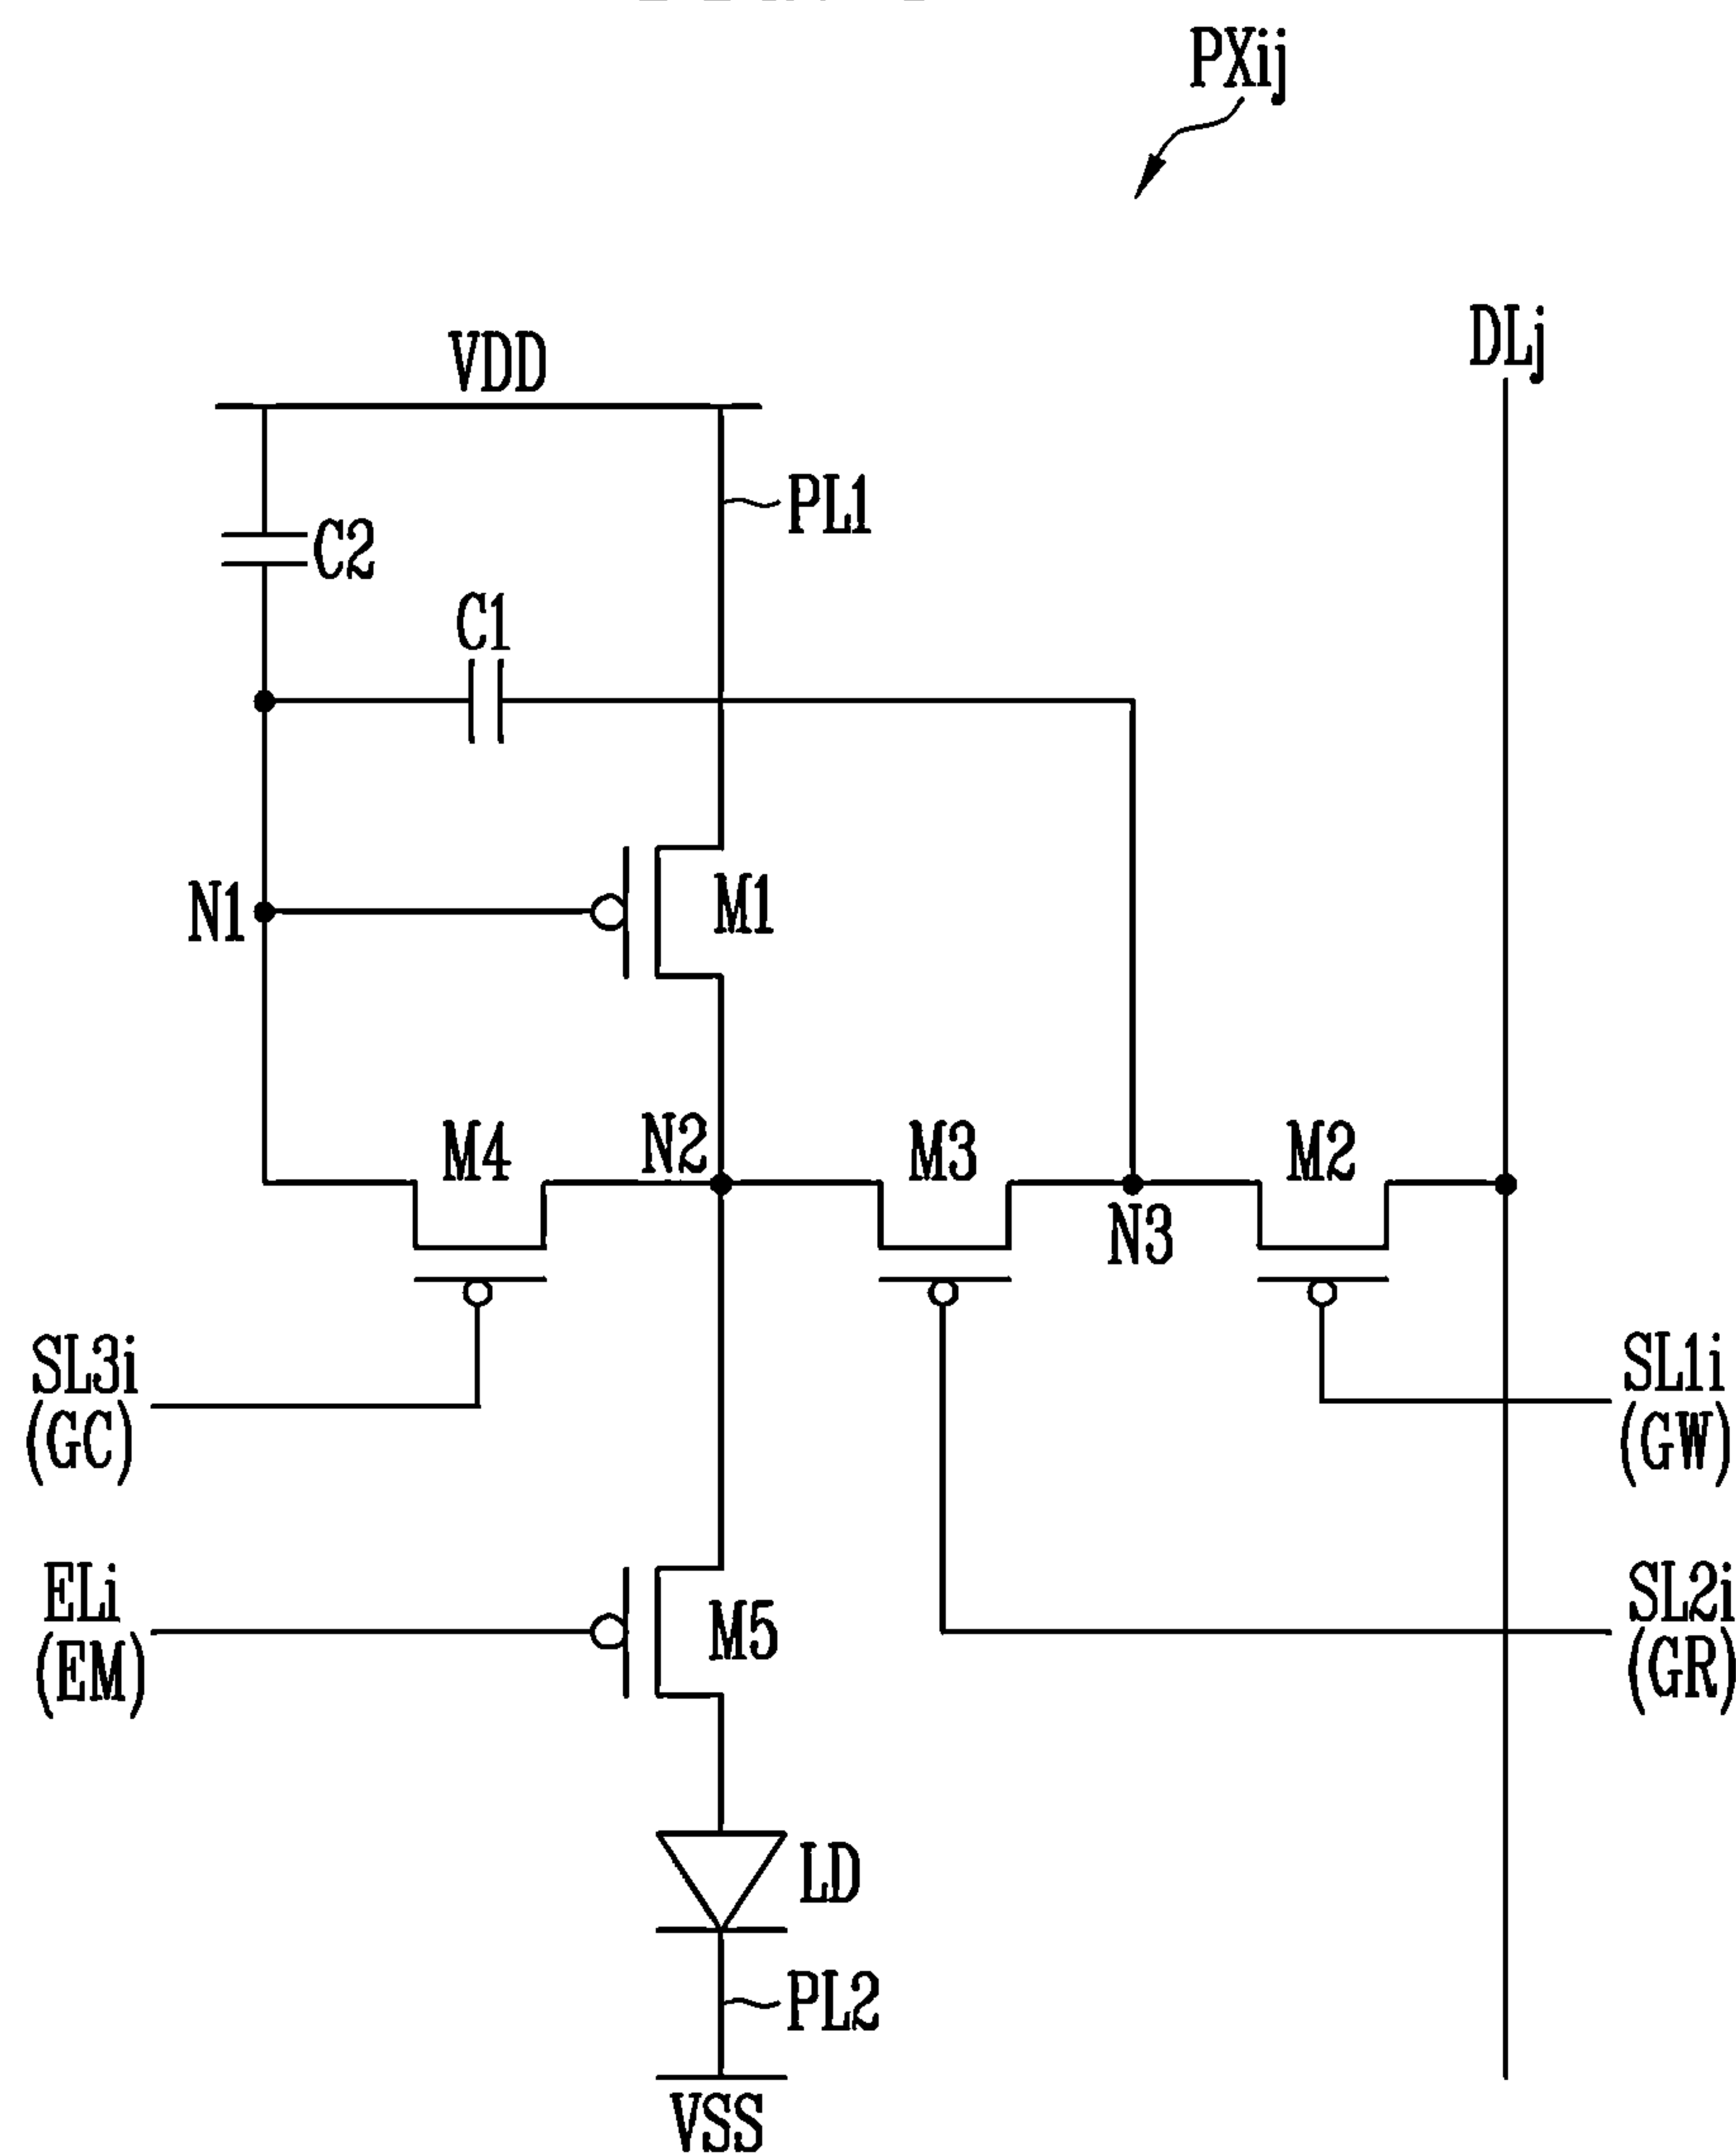 PXij
DLj
VDD
PL1
C2
C1
N1
M1
M4
N2
M3
M2
N3
SL3i
(GC)
SL1i
(GW)
ELi
(EM)
M5
SL2i
(GR)
LD
PL2
VSS